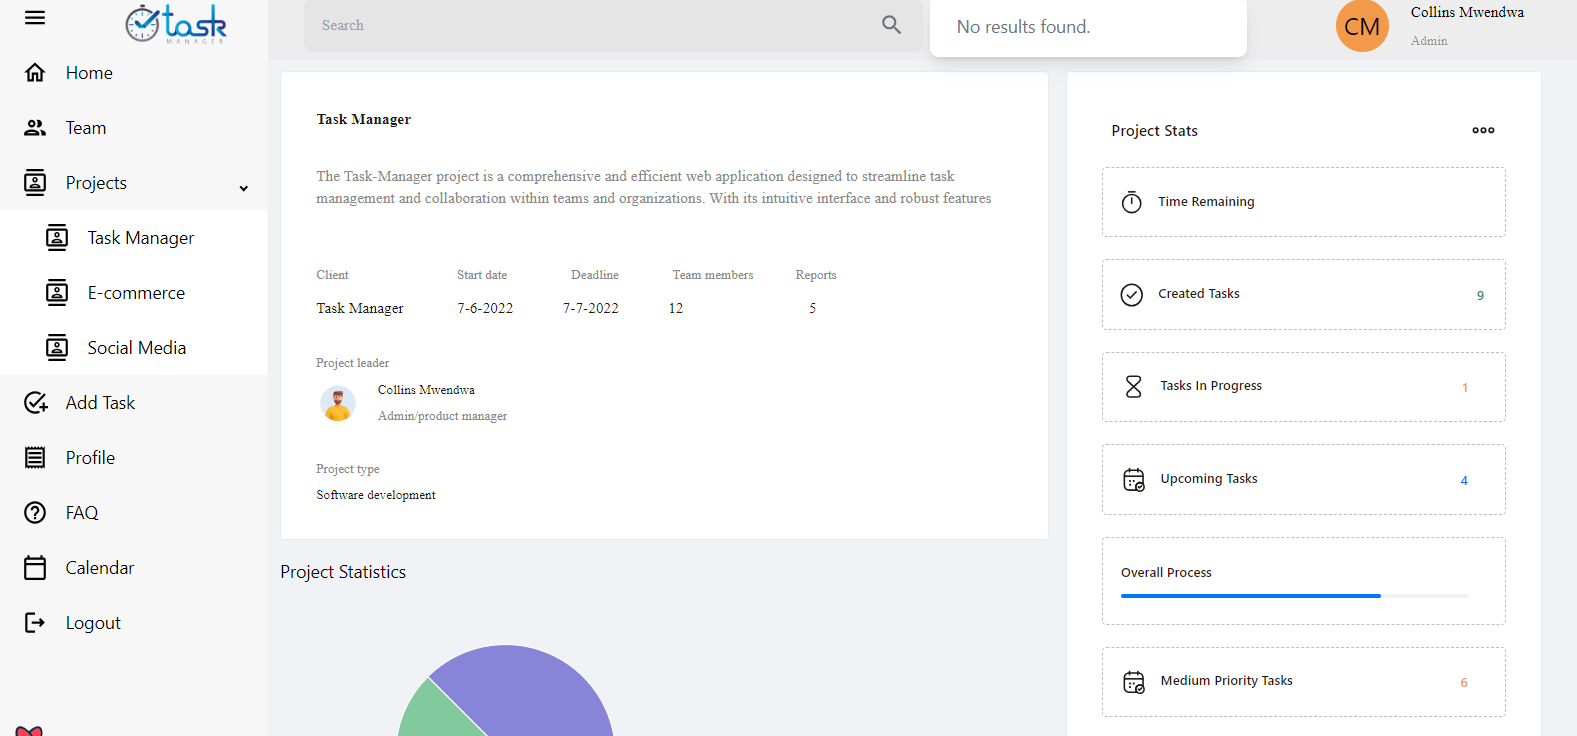 task
MANAGER
Search
No results found.
CM
Collins Mwendwa
Admin
Home
Team
Projects
Task Manager
E-commerce
Social Media
Add Task
Profile
FAQ
Calendar
Logout
Task Manager
The Task-Manager project is a comprehensive and efficient web application designed to streamline task
management and collaboration within teams and organizations. With its intuitive interface and robust features
Client Start date Deadline Team members Reports
Task Manager 7-6-2022 7-7-2022 12 5
Project leader
Collins Mwendwa
Admin/product manager
Project type
Software development
Project Statistics
Project Stats
Time Remaining
Created Tasks 9
Tasks In Progress 1
Upcoming Tasks 4
Overall Process
Medium Priority Tasks 6